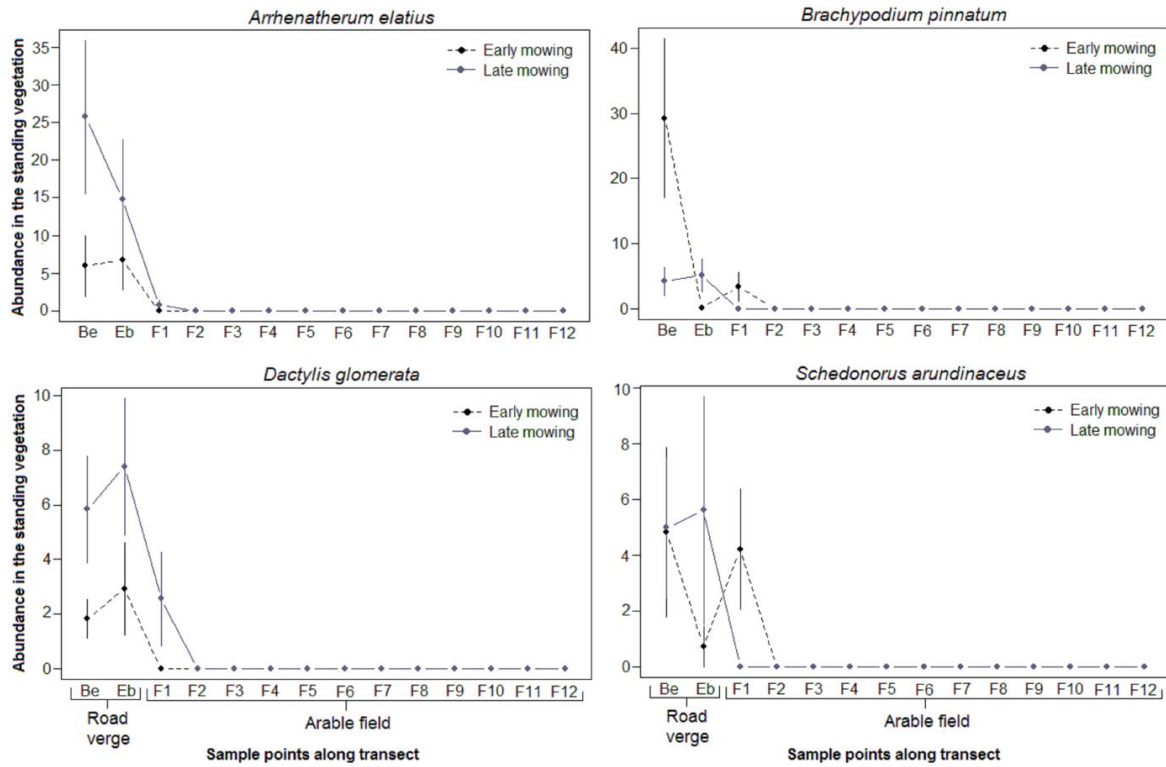 Arrhenatherum elatius
Abundance in the standing vegetation
35
30
25
20
15
10
5
0
Early mowing
Late mowing
Be Eb F1 F2 F3 F4 F5 F6 F7 F8 F9 F10 F11 F12
Brachypodium pinnatum
40
30
20
10
0
Early mowing
Late mowing
Be Eb F1 F2 F3 F4 F5 F6 F7 F8 F9 F10 F11 F12
Dactylis glomerata
Abundance in the standing vegetation
10
8
6
4
2
0
Early mowing
Late mowing
Be Eb F1 F2 F3 F4 F5 F6 F7 F8 F9 F10 F11 F12
Road
verge
Arable field
Sample points along transect
Schedonorus arundinaceus
10
8
6
4
2
0
Early mowing
Late mowing
Be Eb F1 F2 F3 F4 F5 F6 F7 F8 F9 F10 F11 F12
Road
verge
Arable field
Sample points along transect